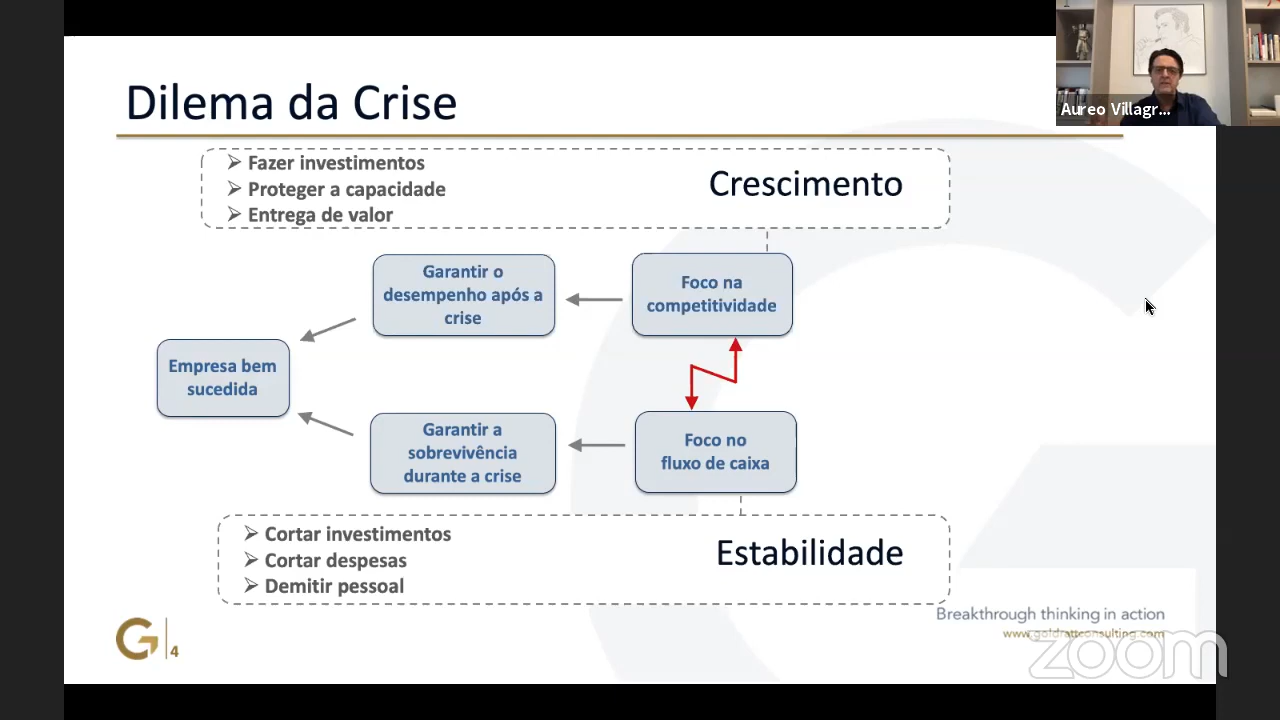 Dilema da Crise
Aureo Villagr...
➢ Fazer investimentos
➢ Proteger a capacidade
➢ Entrega de valor
Crescimento
Garantir o
desempenho após a
crise
Foco na
competitividade
Empresa bem
sucedida
Garantir a
sobrevivência
durante a crise
Foco no
fluxo de caixa
➢ Cortar investimentos
➢ Cortar despesas
➢ Demitir pessoal
Estabilidade
Breakthrough thinking in action
www.goldrattconsulting.com
zoom
G
4